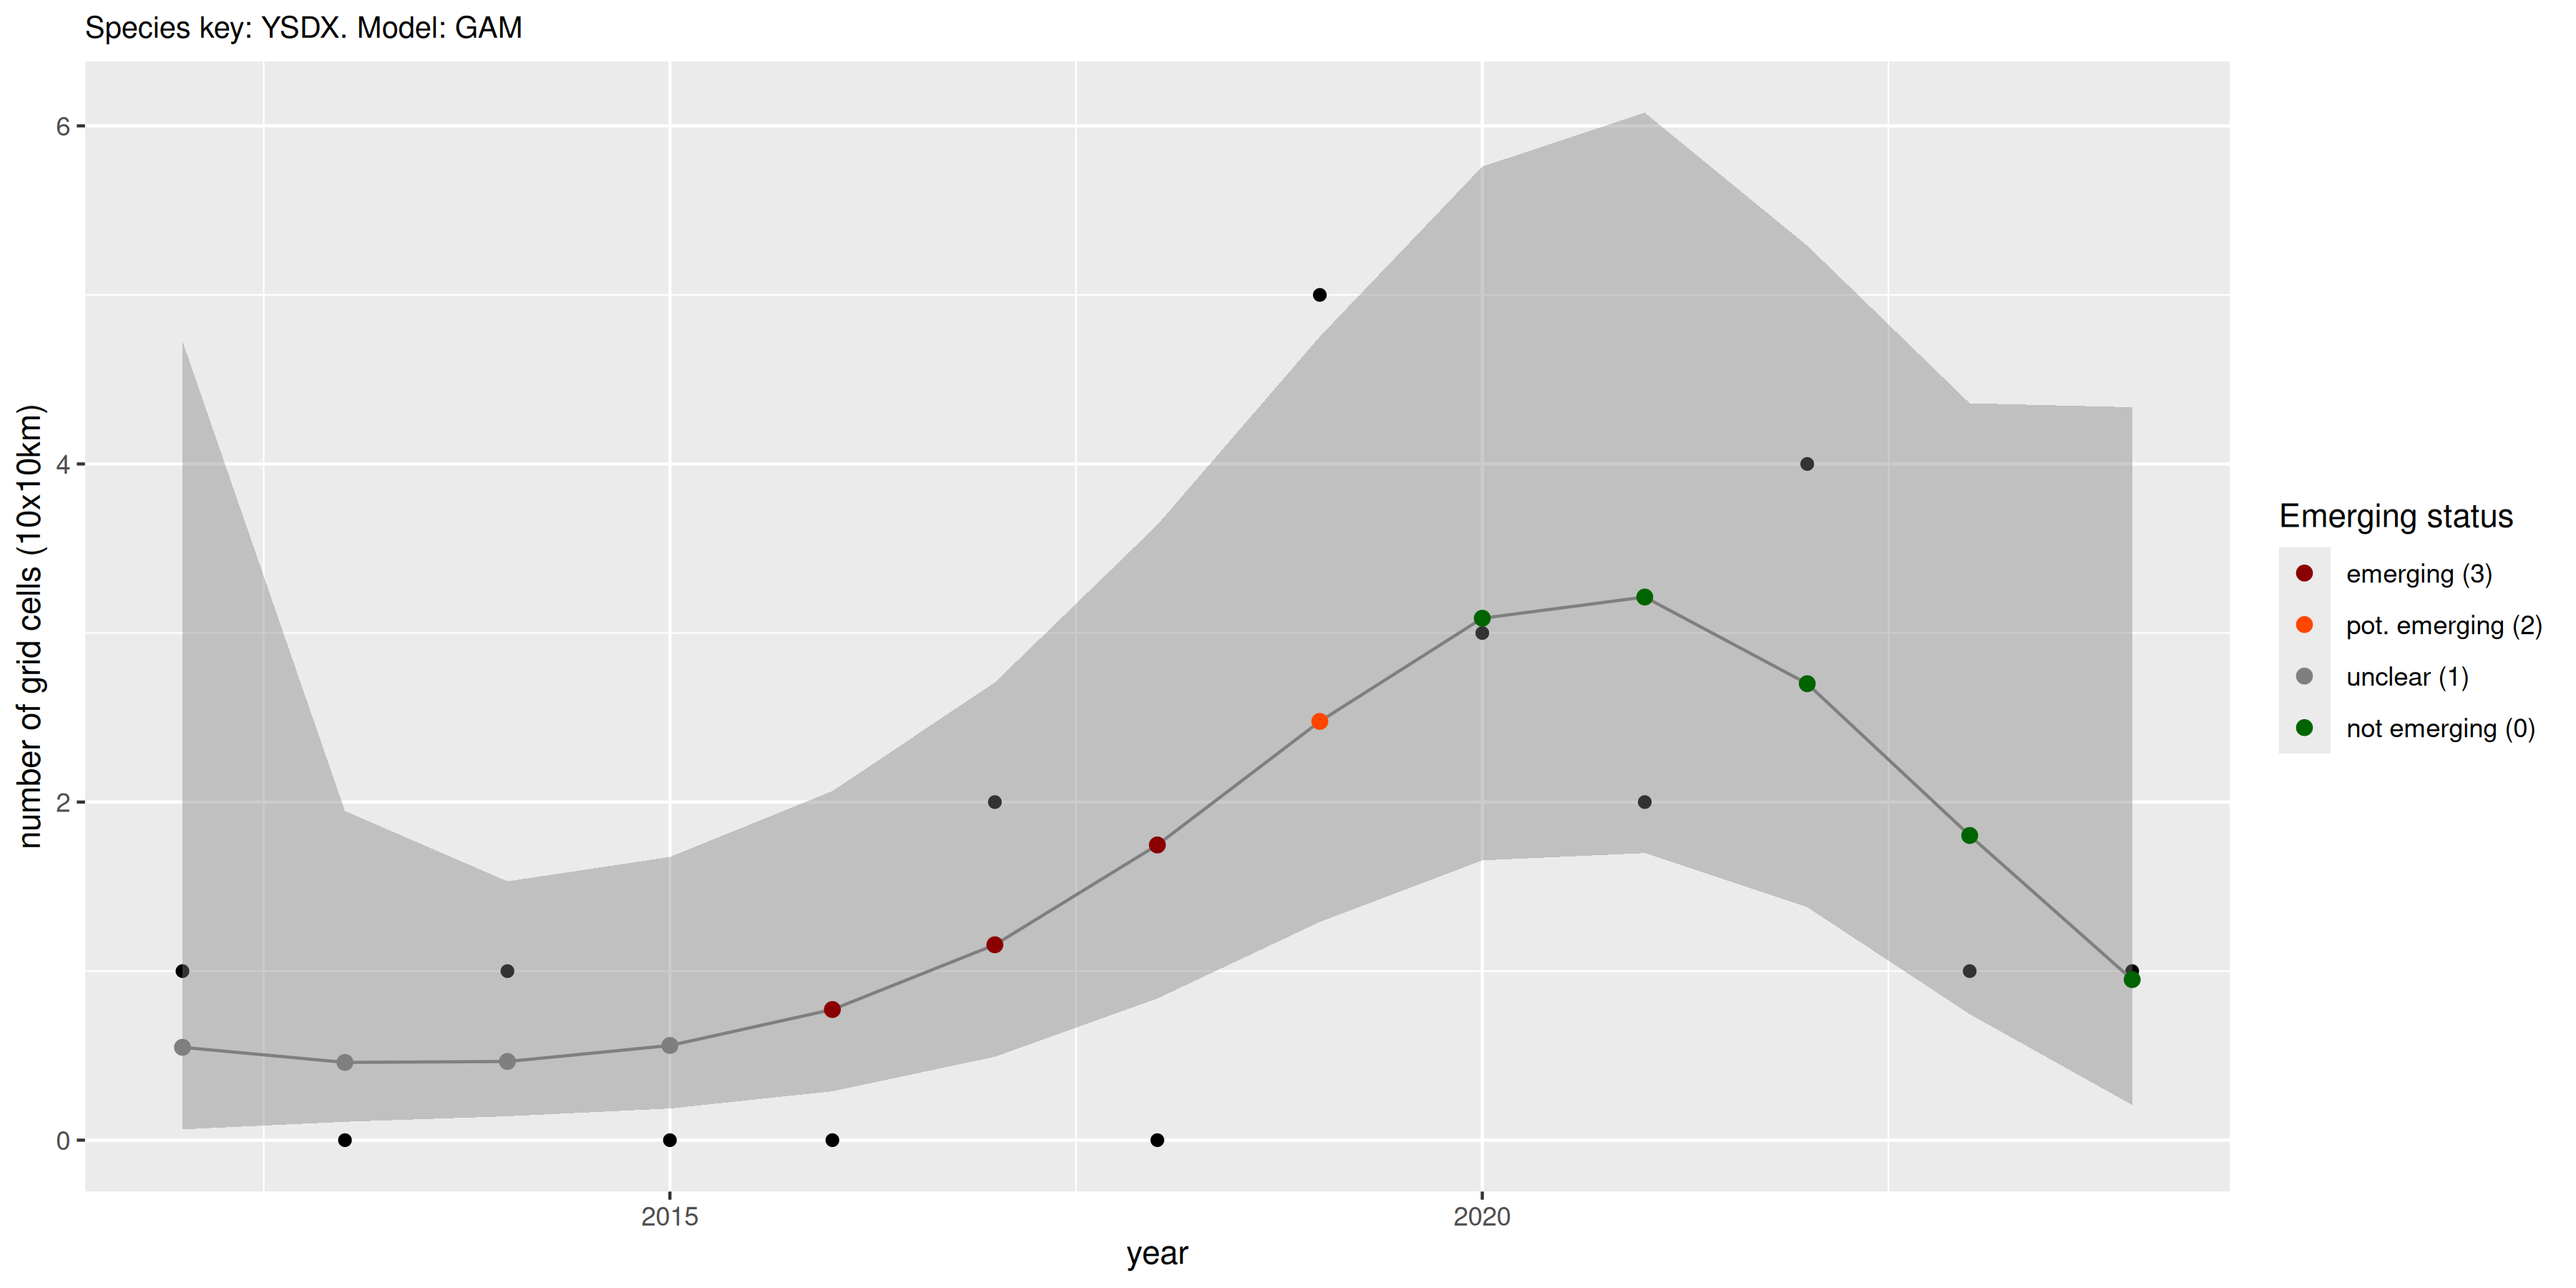 Species key: YSDX. Model: GAM
6
4
2
0
number of grid cells (10x10km)
2015
2020
year
Emerging status
emerging (3)
pot. emerging (2)
unclear (1)
not emerging (0)